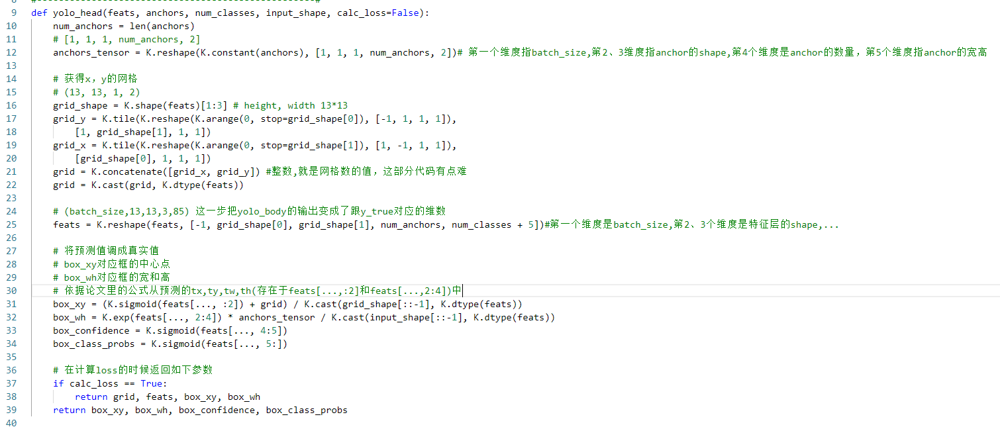 9 def yolo_head(feats, anchors, num_classes, input_shape, calc_loss=False):
10 num_anchors = len(anchors)
11 # [1, 1, 1, num_anchors, 2]
12 anchors_tensor = K.reshape(K.constant(anchors), [1, 1, 1, num_anchors, 2])# 第一个维度指batch_size,第2、3维度指anchor的shape,第4个维度是anchor的数量，第5个维度指anchor的宽高
13
14 # 获得x，y的网格
15 # (13, 13, 1, 2)
16 grid_shape = K.shape(feats)[1:3] # height, width 13*13
17 grid_y = K.tile(K.reshape(K.arange(0, stop=grid_shape[0]), [-1, 1, 1, 1]),
18 [1, grid_shape[1], 1, 1])
19 grid_x = K.tile(K.reshape(K.arange(0, stop=grid_shape[1]), [1, -1, 1, 1]),
20 [grid_shape[0], 1, 1, 1])
21 grid = K.concatenate([grid_x, grid_y]) #整数,就是网格数的值，这部分代码有点难
22 grid = K.cast(grid, K.dtype(feats))
23
24 # (batch_size,13,13,3,85) 这一步把yolo_body的输出变成了跟y_true对应的维数
25 feats = K.reshape(feats, [-1, grid_shape[0], grid_shape[1], num_anchors, num_classes + 5])#第一个维度是batch_size,第2、3个维度是特征层的shape,...
26
27 # 将预测值调成真实值
28 # box_xy对应框的中心点
29 # box_wh对应框的宽和高
30 # 依据论文里的公式从预测的tx,ty,tw,th(存在于feats[...,:2]和feats[...,2:4])中
31 box_xy = (K.sigmoid(feats[..., :2]) + grid) / K.cast(grid_shape[::-1], K.dtype(feats))
32 box_wh = K.exp(feats[..., 2:4]) * anchors_tensor / K.cast(input_shape[::-1], K.dtype(feats))
33 box_confidence = K.sigmoid(feats[..., 4:5])
34 box_class_probs = K.sigmoid(feats[..., 5:])
35
36 # 在计算loss的时候返回如下参数
37 if calc_loss == True:
38 return grid, feats, box_xy, box_wh
39 return box_xy, box_wh, box_confidence, box_class_probs
40